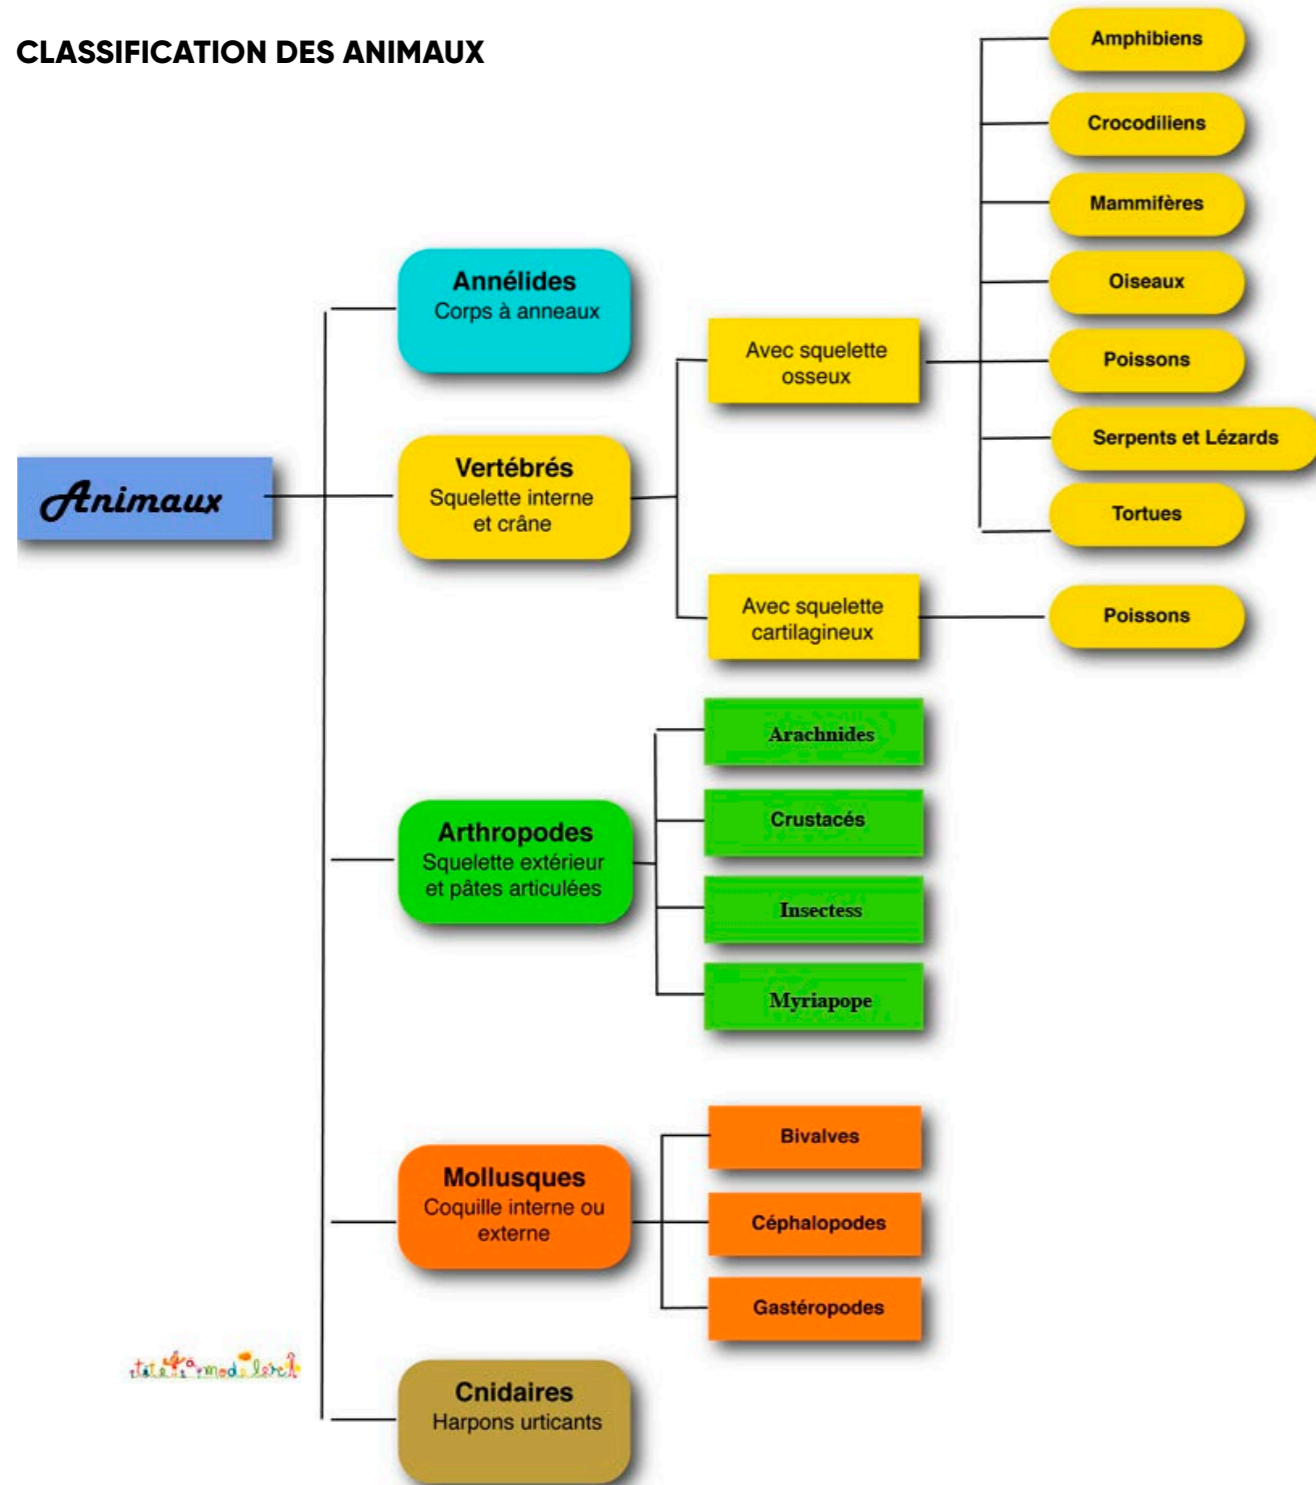 CLASSIFICATION DES ANIMAUX
Animaux
Annélides
Corps à anneaux
Vertébrés
Squelette interne
et crâne
Avec squelette
osseux
Amphibiens
Crocodiliens
Mammifères
Oiseaux
Poissons
Serpents et Lézards
Tortues
Avec squelette
cartilagineux
Poissons
Arthropodes
Squelette extérieur
et pâtes articulées
Arachnides
Crustacés
Insectess
Myriapope
Mollusques
Coquille interne ou
externe
Bivalves
Céphalopodes
Gastéropodes
Cnidaires
Harpons urticants